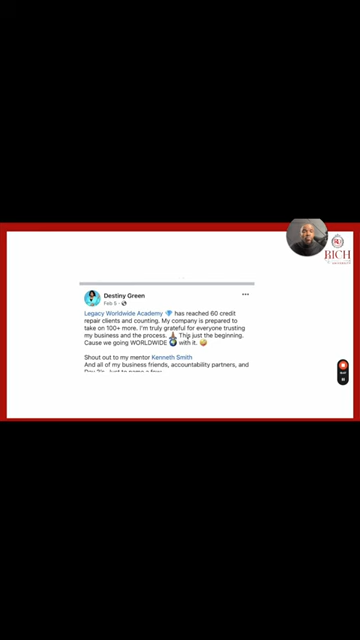 RICH
UNIVERSITY
Destiny Green
Feb 5 ·
Legacy Worldwide Academy 💎 has reached 60 credit
repair clients and counting. My company is prepared to
take on 100+ more. I'm truly grateful for everyone trusting
my business and the process. 🙏🏾 This just the beginning.
Cause we going WORLDWIDE 🌍 with it. 🤪
Shout out to my mentor Kenneth Smith
And all of my business friends, accountability partners, and